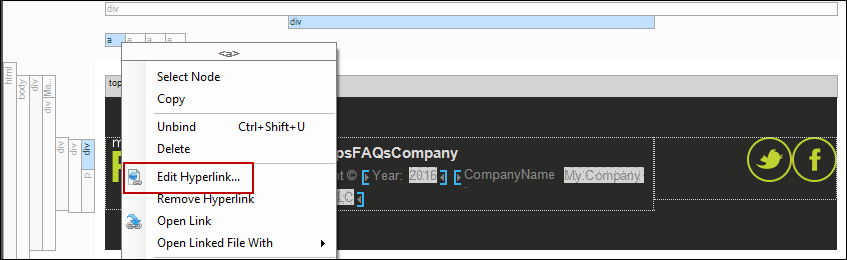 div
div
a a a a
<a>
html
body
div
Ma..
div
div
div
div
p
top
Select Node
Copy
Unbind Ctrl+Shift+U
Delete
Edit Hyperlink...
Remove Hyperlink
Open Link
Open Linked File With
psFAQsCompany
nt © Year: 2016 CompanyName My Company
LC